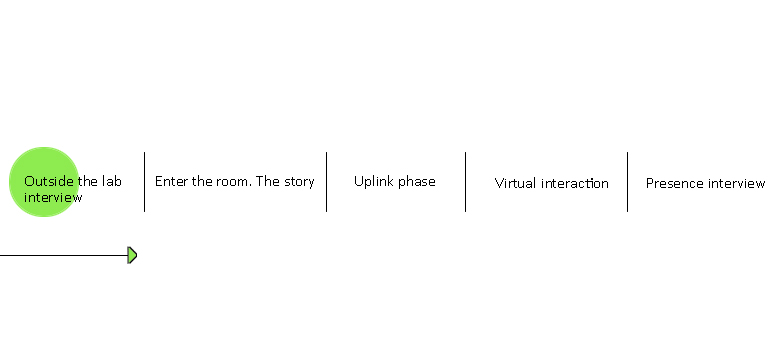 Outside the lab
interview
Enter the room. The story
Uplink phase
Virtual interaction
Presence interview